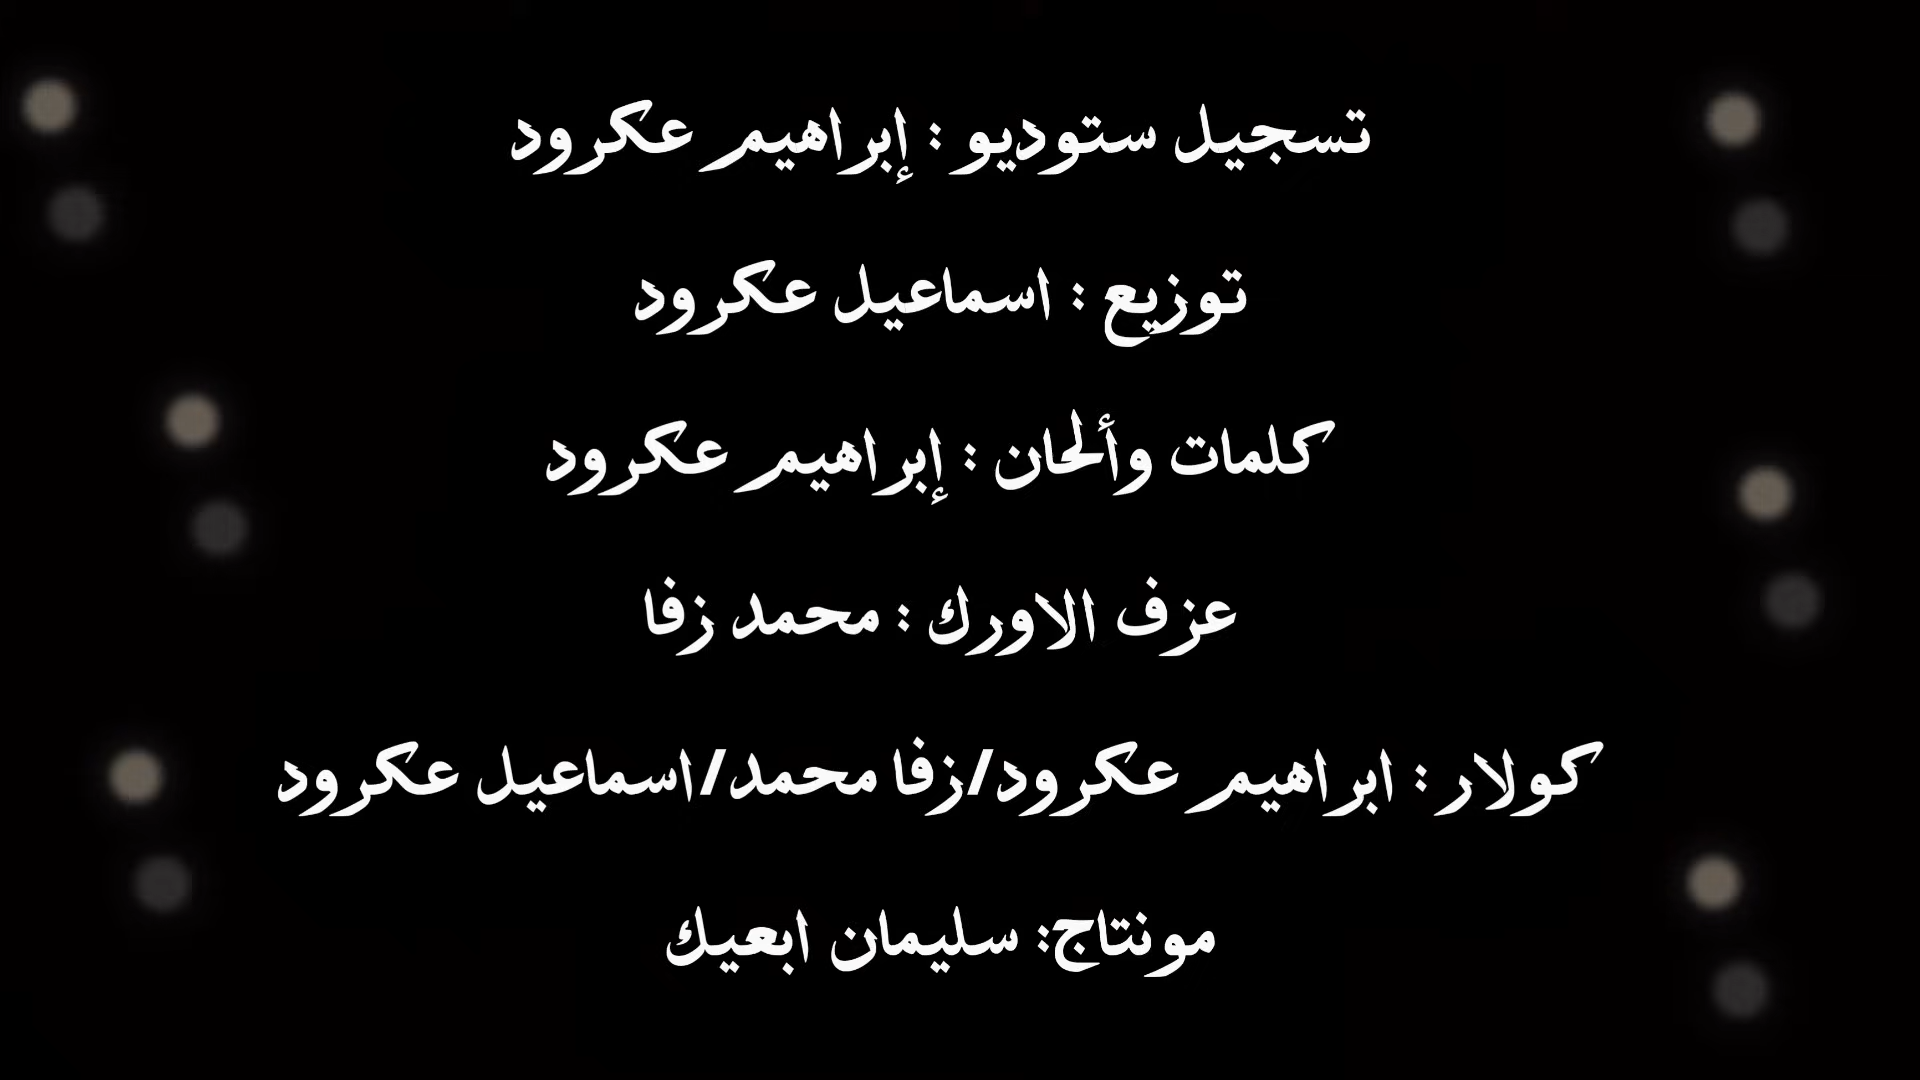 تسجيل ستوديو : إبراهيم عكرود
توزيع : اسماعيل عكرود
كلمات وألحان : إبراهيم عكرود
عزف الاورك : محمد زفا
كولار : ابراهيم عكرود/زفا محمد/اسماعيل عكرود
مونتاج: سليمان ابعيك